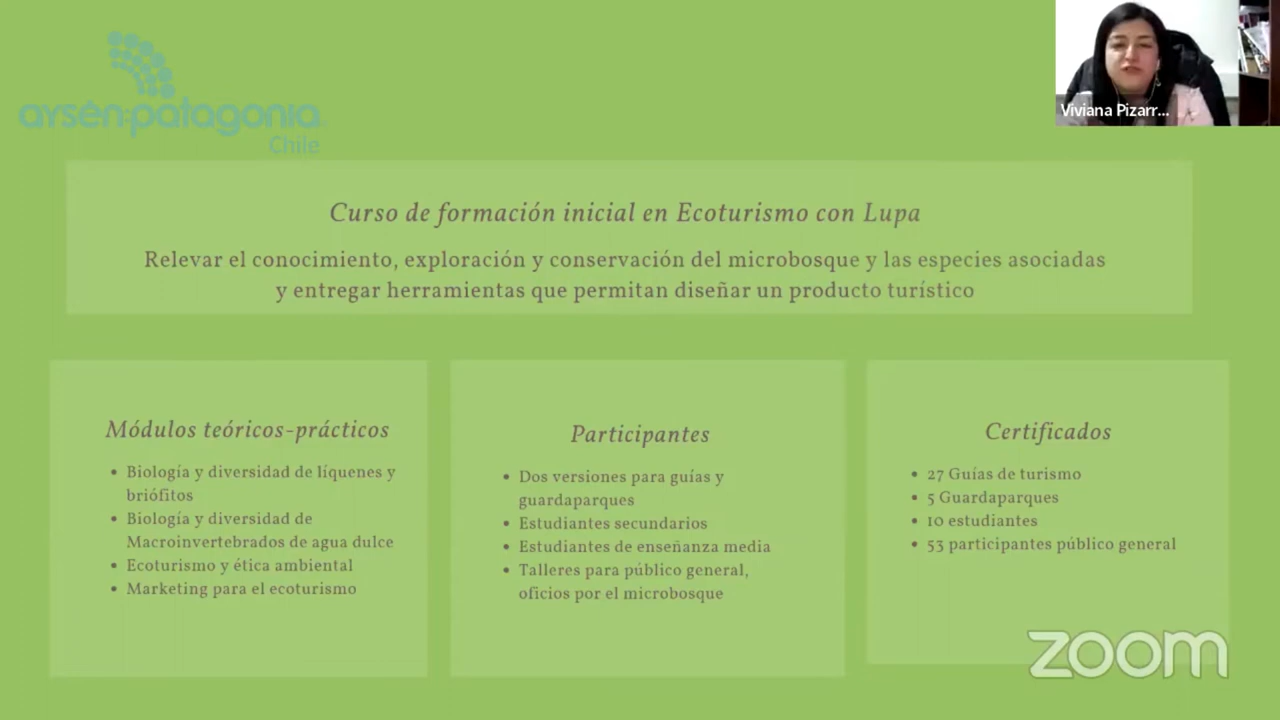 aysén·patagonia
Chile
Viviana Pizarr...
Curso de formación inicial en Ecoturismo con Lupa
Relevar el conocimiento, exploración y conservación del microbosque y las especies asociadas
y entregar herramientas que permitan diseñar un producto turístico
Módulos teóricos-prácticos
• Biología y diversidad de líquenes y
briófitos
• Biología y diversidad de
Macroinvertebrados de agua dulce
• Ecoturismo y ética ambiental
• Marketing para el ecoturismo
Participantes
• Dos versiones para guías y
guardaparques
• Estudiantes secundarios
• Estudiantes de enseñanza media
• Talleres para público general,
oficios por el microbosque
Certificados
• 27 Guías de turismo
• 5 Guardaparques
• 10 estudiantes
• 53 participantes público general
zoom